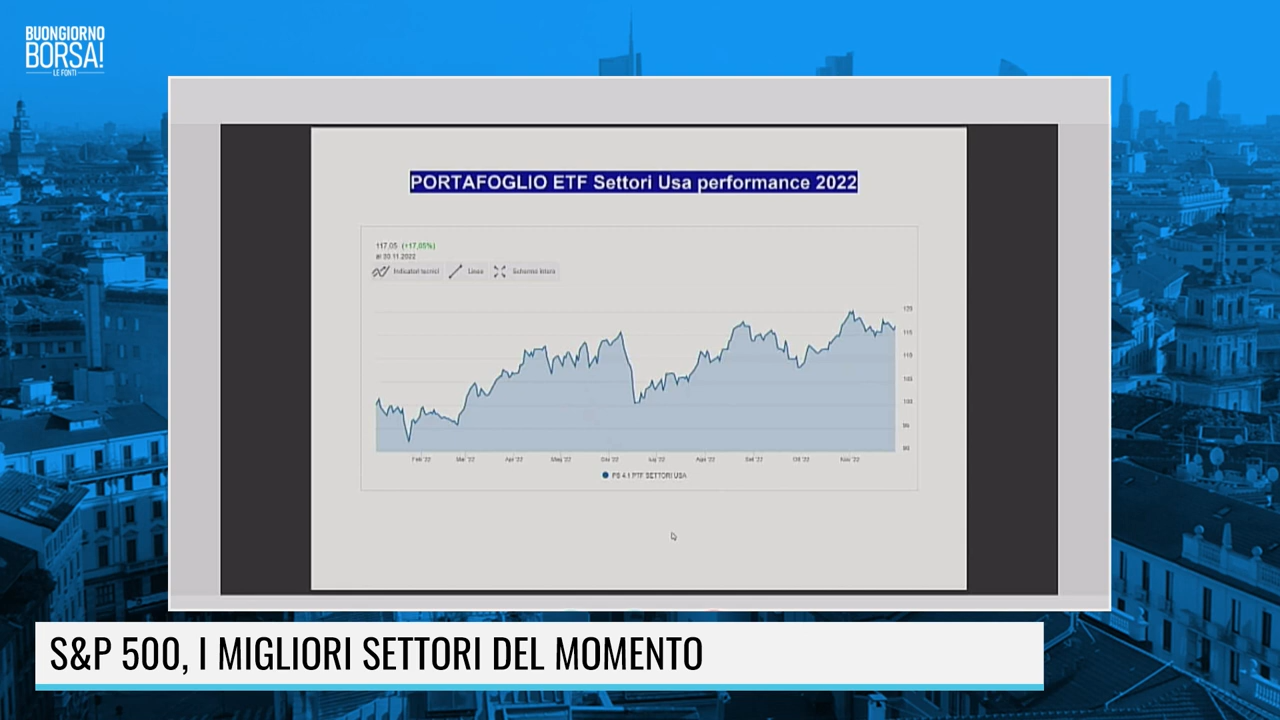 BUONGIORNO
BORSA!
LE FONTI
PORTAFOGLIO ETF Settori Usa performance 2022
117,05 (+17,05%)
al 30.11.2022
Indicatori tecnici Linea Schermo intero
120
115
110
105
100
95
90
Feb '22 Mar '22 Apr '22 Mag '22 Giu '22 Lug '22 Ago '22 Set '22 Ott '22 Nov '22
PS 4.1 PTF SETTORI USA
S&P 500, I MIGLIORI SETTORI DEL MOMENTO